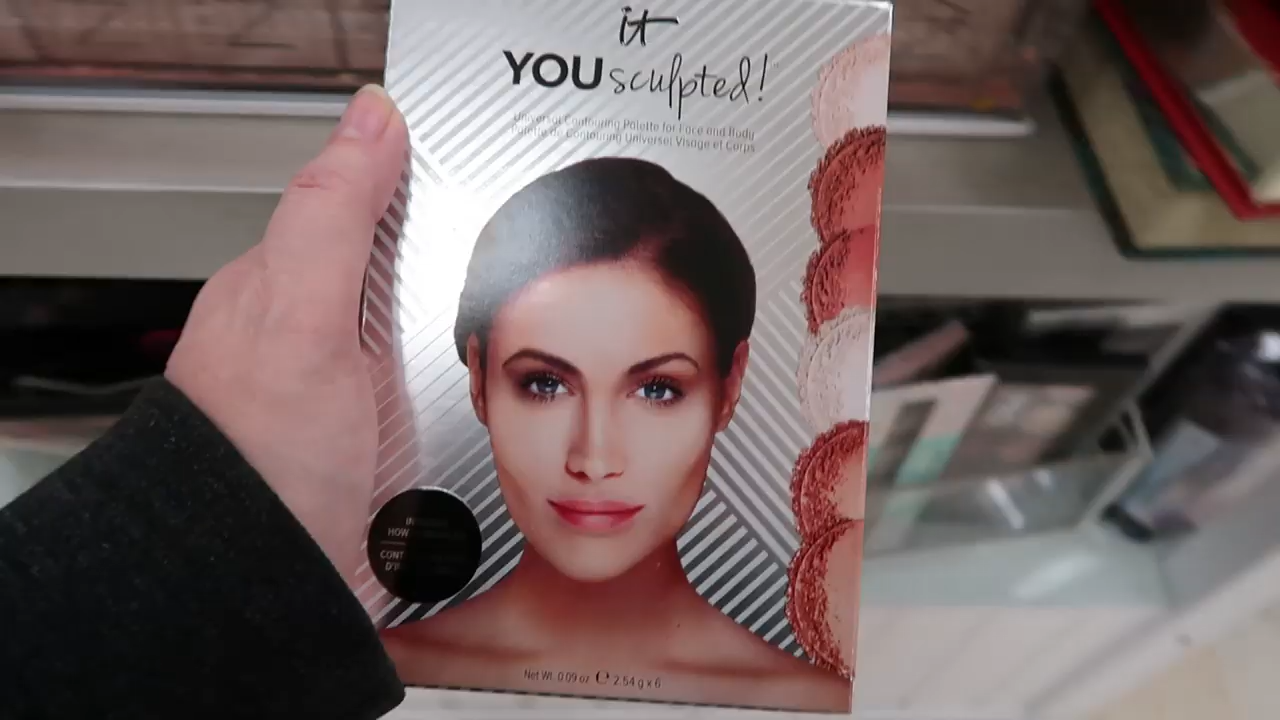 it
YOU sculpted!
Universal Contouring Palette for Face and Body
Palette de Contouring Universel Visage et Corps
HOW
CONT
D'
Net Wt. 0.09 oz ℮ 2.54 g x 6